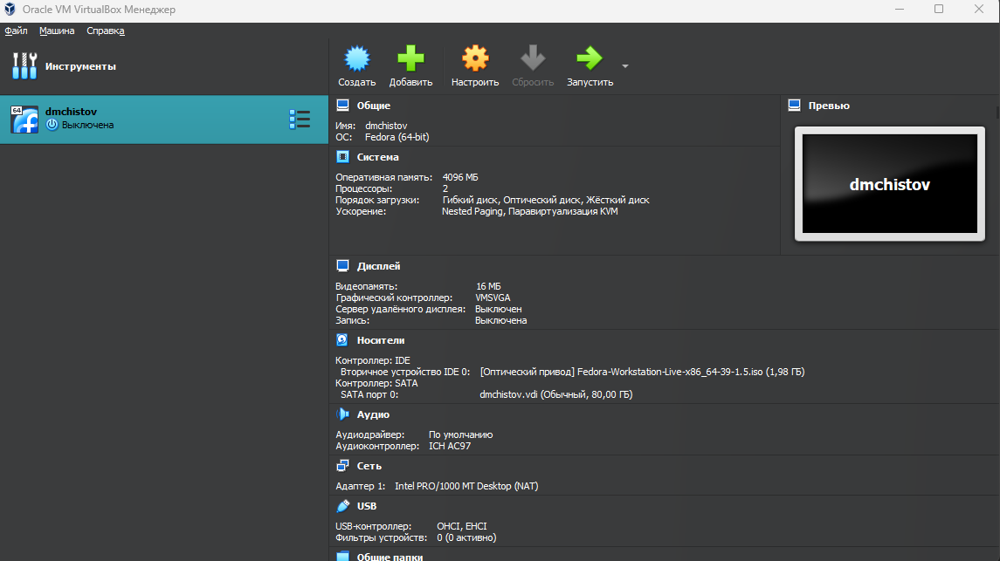 Oracle VM VirtualBox Менеджер
Файл Машина Справка
Инструменты
Создать Добавить Настроить Сбросить Запустить
64
dmchistov
Выключена
Общие
Имя: dmchistov
ОС: Fedora (64-bit)
Превью
dmchistov
Система
Оперативная память: 4096 МБ
Процессоры: 2
Порядок загрузки: Гибкий диск, Оптический диск, Жёсткий диск
Ускорение: Nested Paging, Паравиртуализация KVM
Дисплей
Видеопамять: 16 МБ
Графический контроллер: VMSVGA
Сервер удалённого дисплея: Выключен
Запись: Выключена
Носители
Контроллер: IDE
Вторичное устройство IDE 0: [Оптический привод] Fedora-Workstation-Live-x86_64-39-1.5.iso (1,98 ГБ)
Контроллер: SATA
SATA порт 0: dmchistov.vdi (Обычный, 80,00 ГБ)
Аудио
Аудиодрайвер: По умолчанию
Аудиоконтроллер: ICH AC97
Сеть
Адаптер 1: Intel PRO/1000 MT Desktop (NAT)
USB
USB-контроллер: OHCI, EHCI
Фильтры устройств: 0 (0 активно)
Общие папки